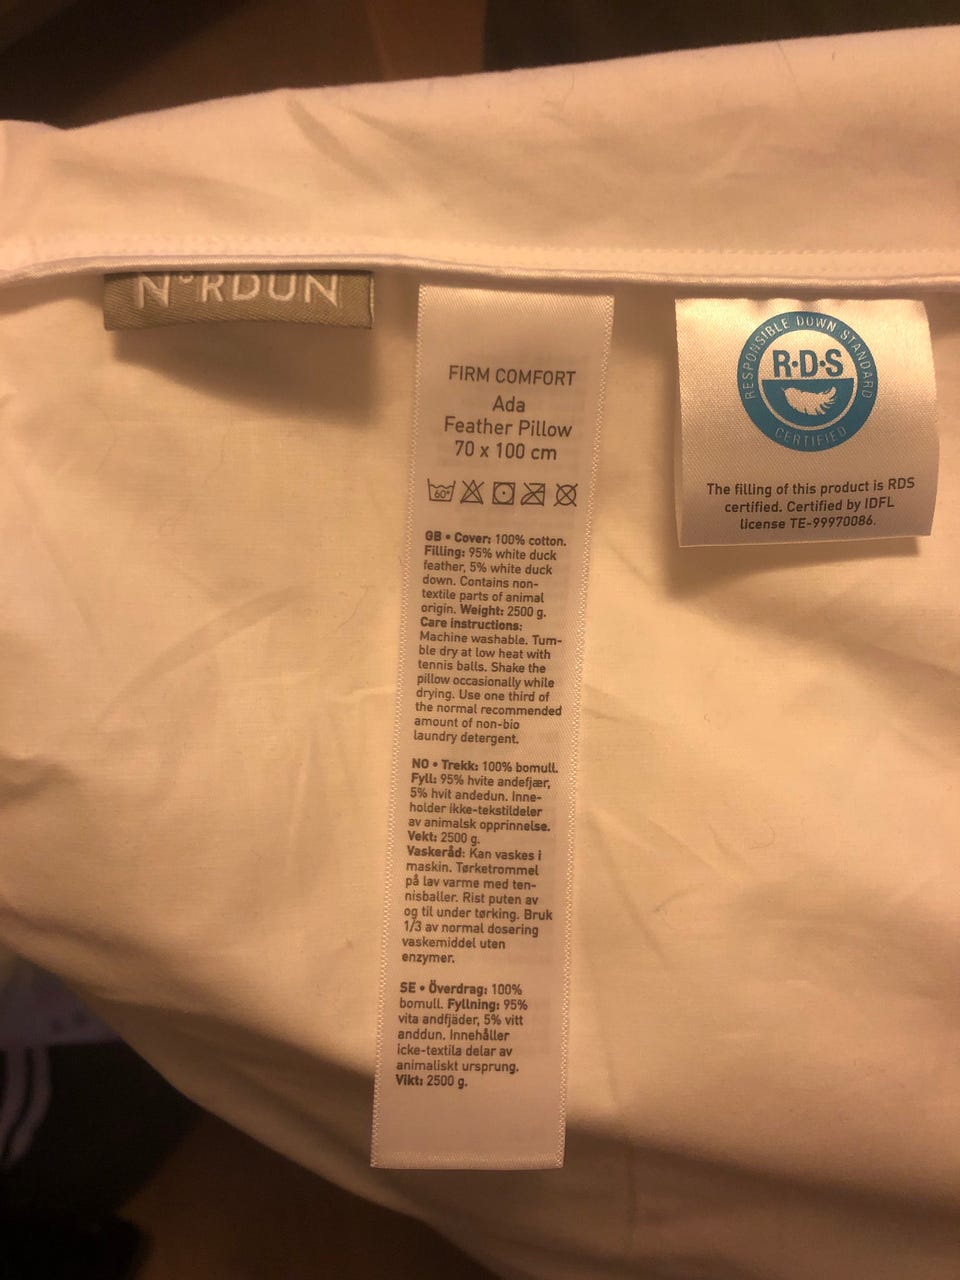 NORDUN
FIRM COMFORT
Ada
Feather Pillow
70 x 100 cm
60°
GB • Cover: 100% cotton.
Filling: 95% white duck
feather, 5% white duck
down. Contains non-
textile parts of animal
origin. Weight: 2500 g.
Care instructions:
Machine washable. Tum-
ble dry at low heat with
tennis balls. Shake the
pillow occasionally while
drying. Use one third of
the normal recommended
amount of non-bio
laundry detergent.
NO • Trekk: 100% bomull.
Fyll: 95% hvite andefjær,
5% hvit andedun. Inne-
holder ikke-tekstildeler
av animalsk opprinnelse.
Vekt: 2500 g.
Vaskeråd: Kan vaskes i
maskin. Tørketrommel
på lav varme med ten-
nisballer. Rist puten av
og til under tørking. Bruk
1/3 av normal dosering
vaskemiddel uten
enzymer.
SE • Överdrag: 100%
bomull. Fyllning: 95%
vita andfjäder, 5% vitt
anddun. Innehåller
icke-textila delar av
animaliskt ursprung.
Vikt: 2500 g.
RESPONSIBLE DOWN STANDARD
R·D·S
CERTIFIED
The filling of this product is RDS
certified. Certified by IDFL
license TE-99970086.